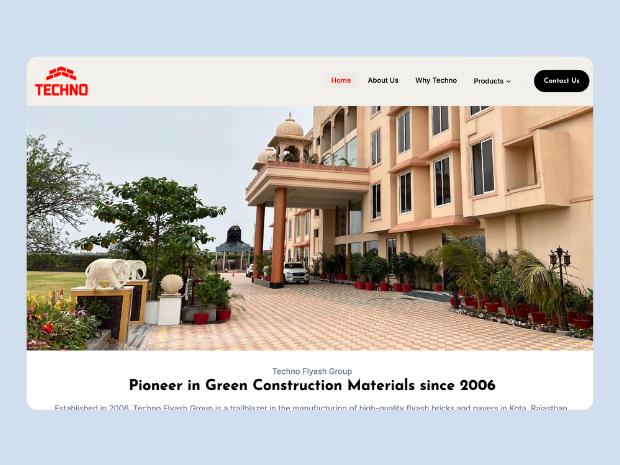 TECHNO
Home
About Us
Why Techno
Products
Contact Us
Techno Flyash Group
Pioneer in Green Construction Materials since 2006
Established in 2006, Techno Flyash Group is a trailblazer in the manufacturing of high-quality flyash bricks and pavers in Kota, Rajasthan.